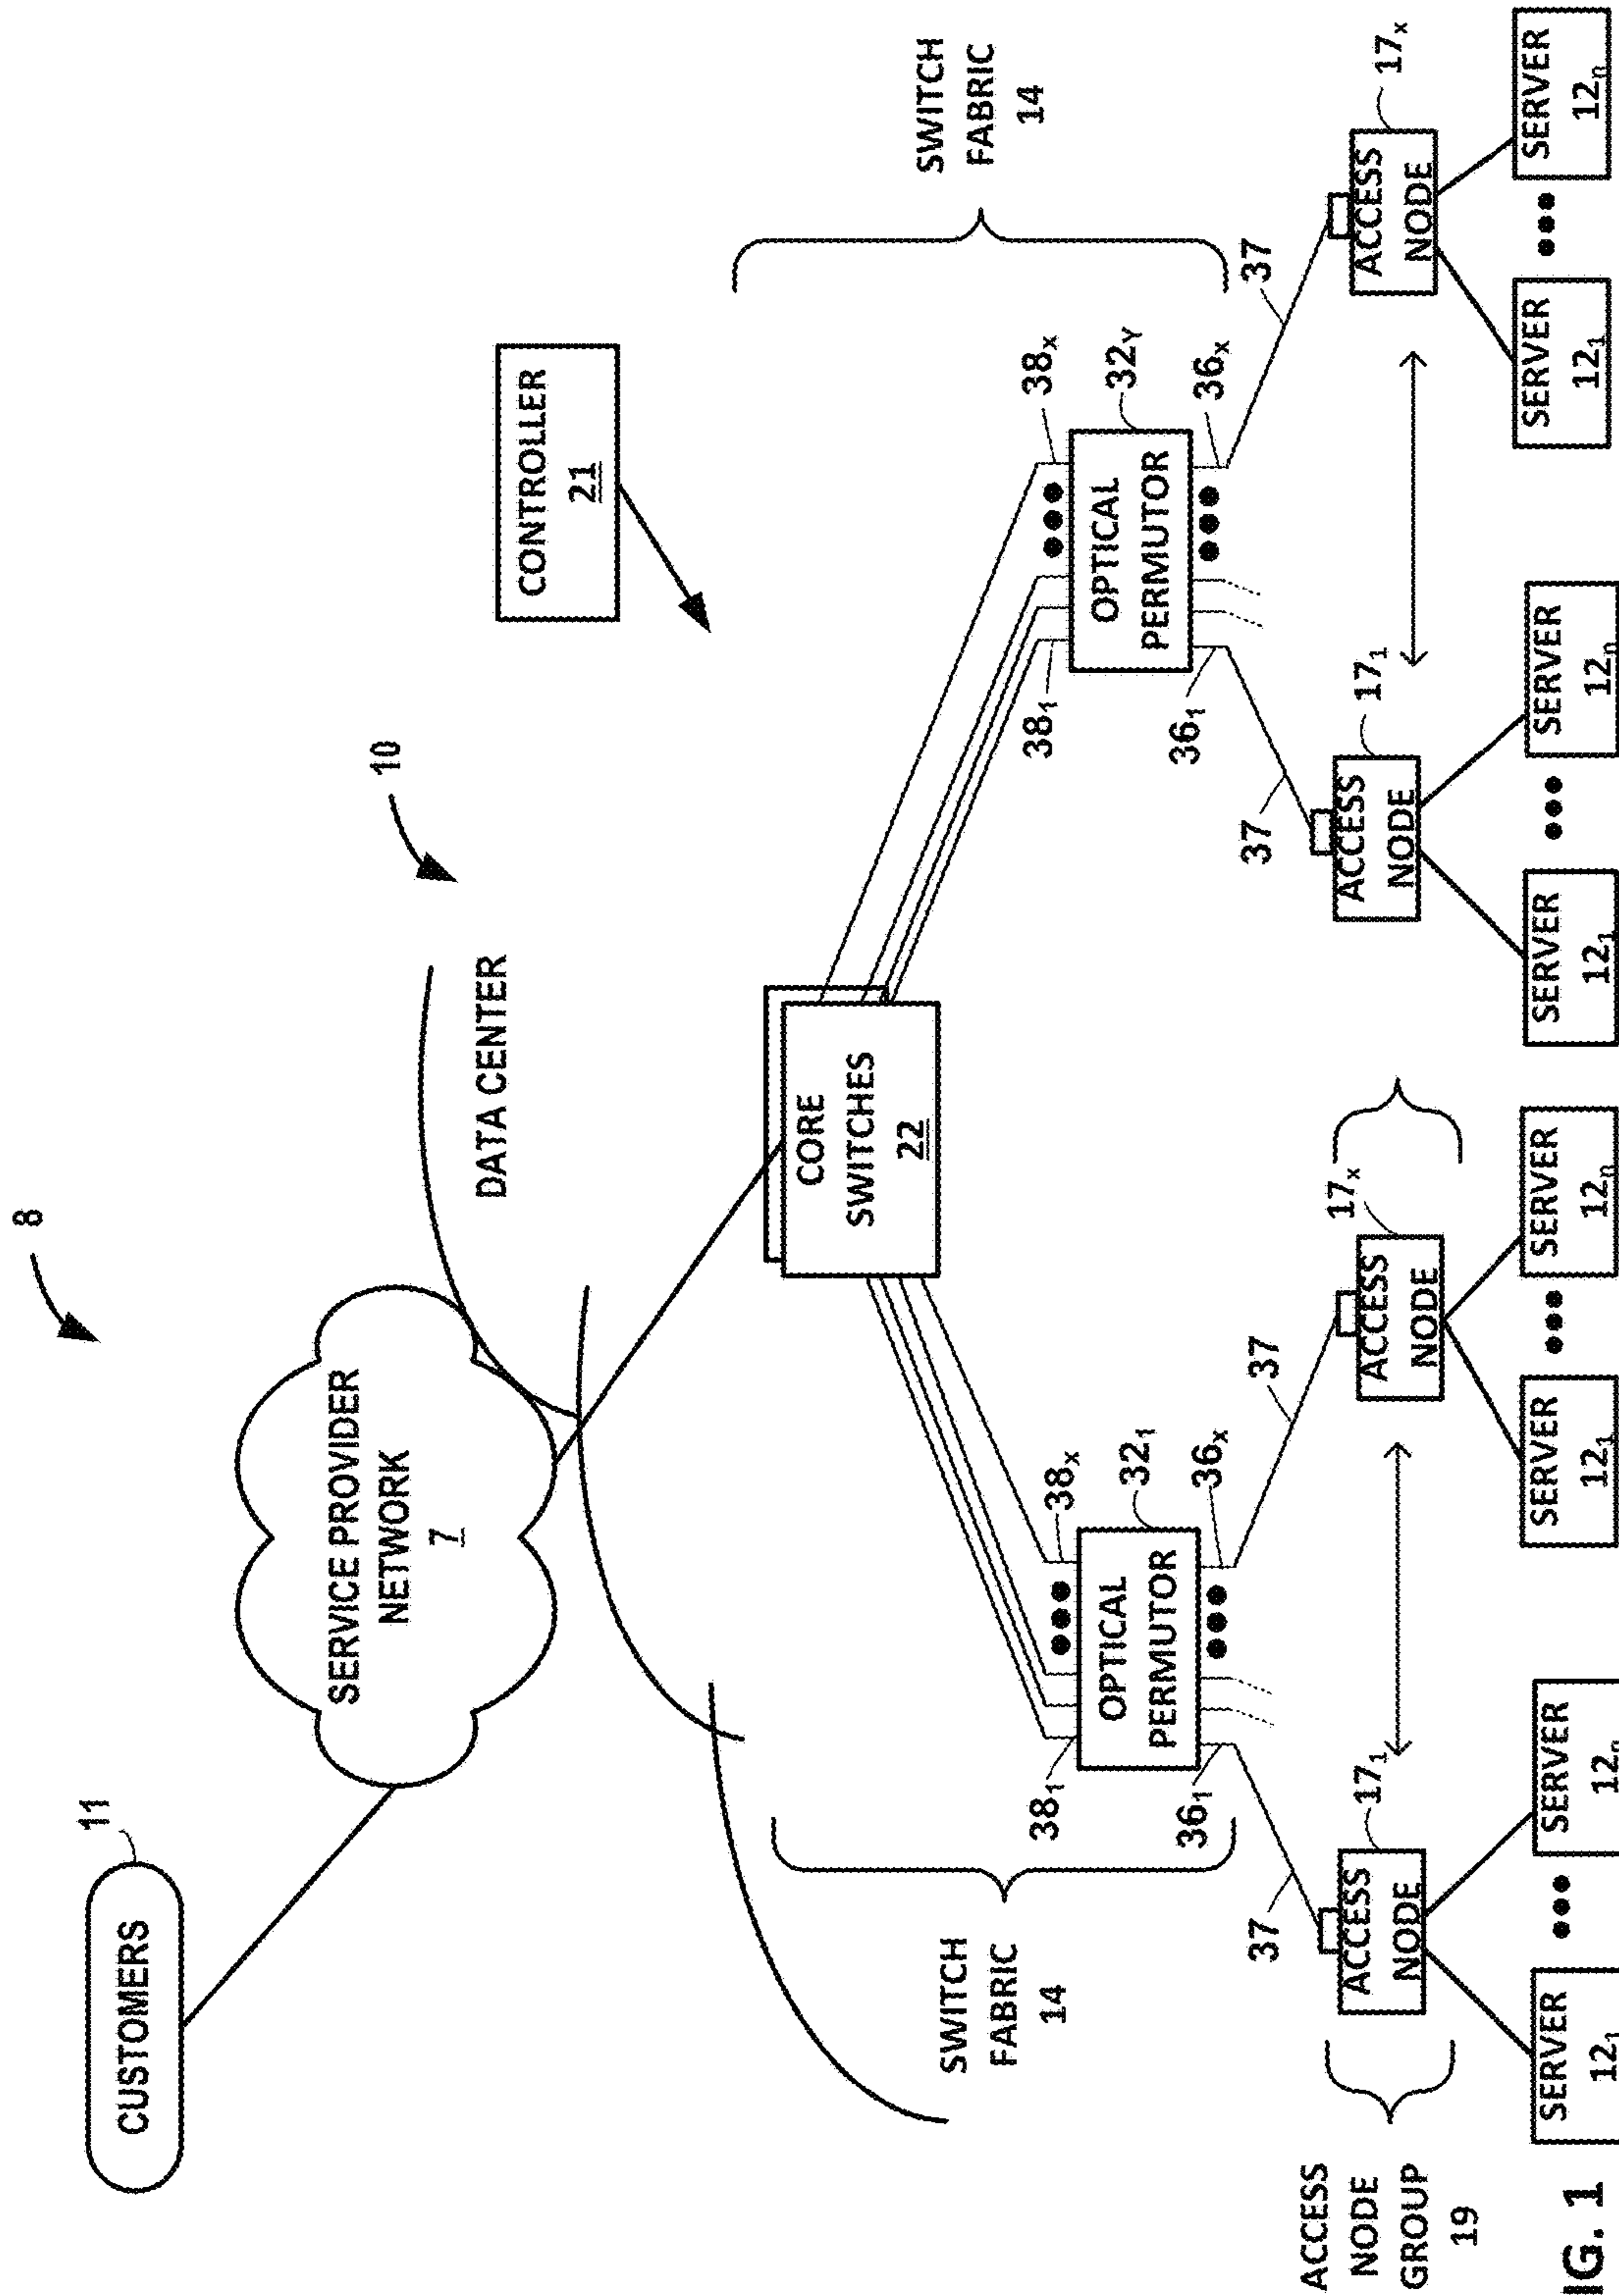 8
CUSTOMERS
11
SERVICE PROVIDER
NETWORK
7
DATA CENTER
10
CONTROLLER
21
CORE
SWITCHES
22
SWITCH
FABRIC
14
SWITCH
FABRIC
14
38₁
38ₓ
OPTICAL
PERMUTOR
32₁
36₁
36ₓ
38₁
38ₓ
OPTICAL
PERMUTOR
32Y
36₁
36ₓ
37
37
37
37
ACCESS
NODE
GROUP
19
ACCESS
NODE
17₁
ACCESS
NODE
17ₓ
ACCESS
NODE
17₁
ACCESS
NODE
17ₓ
SERVER
12₁
SERVER
12ₙ
SERVER
12₁
SERVER
12ₙ
SERVER
12₁
SERVER
12ₙ
SERVER
12₁
SERVER
12ₙ
IG. 1